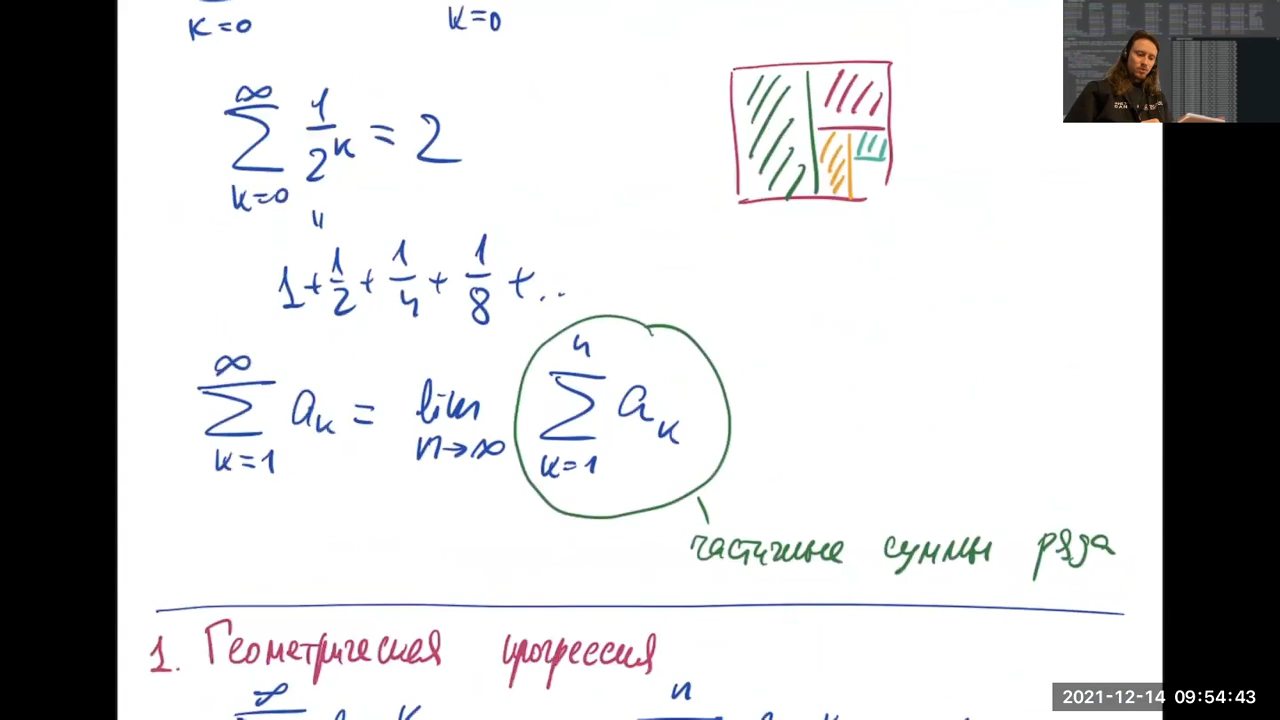 k=0 k=0
∞
∑ 1/2^k = 2
k=0
"
1 + 1/2 + 1/4 + 1/8 + ..
∞ n
∑ a_k = lim ∑ a_k
k=1 n→∞ k=1
частичные суммы ряда
1. Геометрическая прогрессия
∞ n
2021-12-14 09:54:43